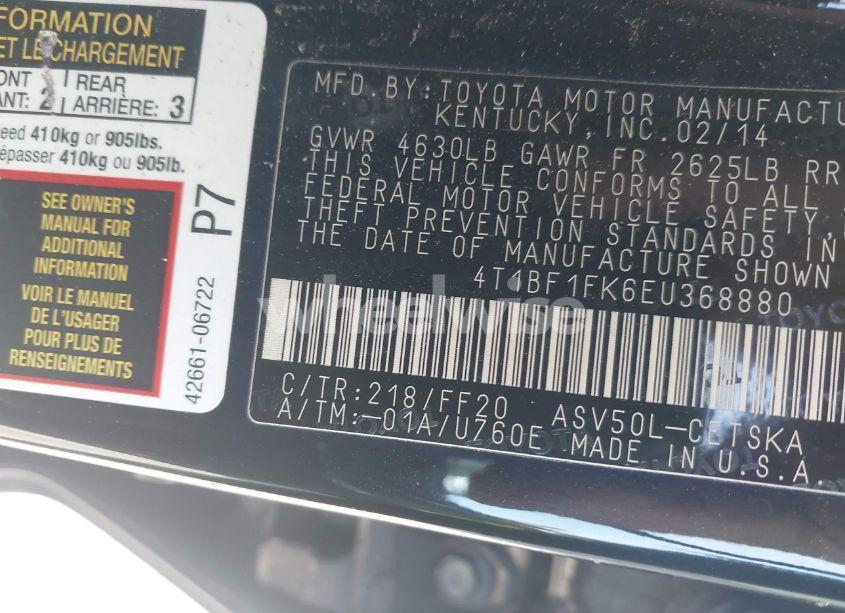 FORMATION
ET LE CHARGEMENT
ONT 2 REAR
ANT: ARRIÈRE: 3
eed 410kg or 905lbs.
épasser 410kg ou 905lb.
SEE OWNER'S
MANUAL FOR
ADDITIONAL
INFORMATION
VOIR LE MANUEL
DE L'USAGER
POUR PLUS DE
RENSEIGNEMENTS
P7
42661-06722
MFD. BY: TOYOTA MOTOR MANUFACTU
KENTUCKY, INC. 02/14
GVWR 4630LB GAWR FR 2625LB RR
THIS VEHICLE CONFORMS TO ALL
FEDERAL MOTOR VEHICLE SAFETY,
THEFT PREVENTION STANDARDS IN
THE DATE OF MANUFACTURE SHOWN
4T4BF1FK6EU368880
C/TR:218/FF20 ASV50L-CETSKA
A/TM:-01A/U760E MADE IN U.S.A.
wheelwise